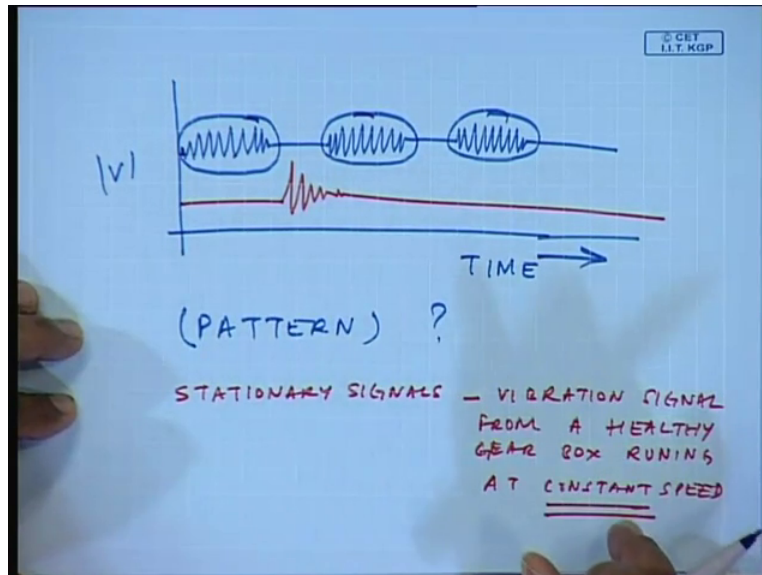 © CET
I.I.T. KGP
|V|
TIME
(PATTERN) ?
STATIONARY SIGNALS – VIBRATION SIGNAL
FROM A HEALTHY
GEAR BOX RUNING
AT CONSTANT SPEED